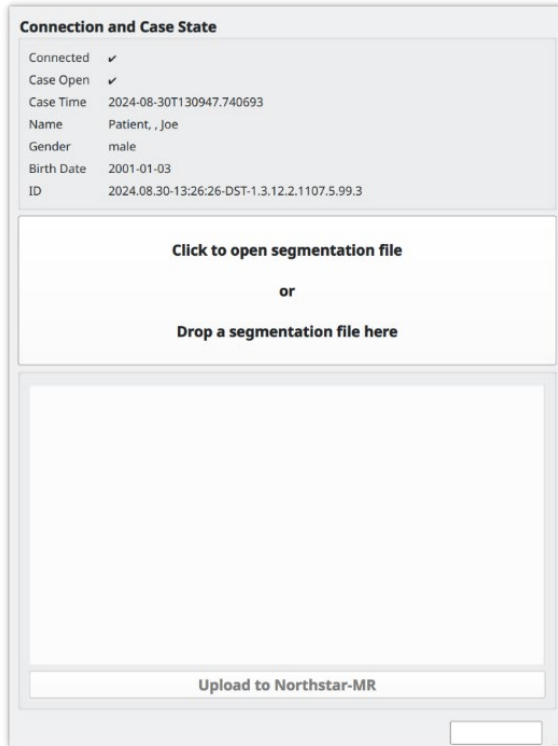 Connection and Case State
Connected ✔
Case Open ✔
Case Time 2024-08-30T130947.740693
Name Patient, , Joe
Gender male
Birth Date 2001-01-03
ID 2024.08.30-13:26:26-DST-1.3.12.2.1107.5.99.3
Click to open segmentation file
or
Drop a segmentation file here
Upload to Northstar-MR